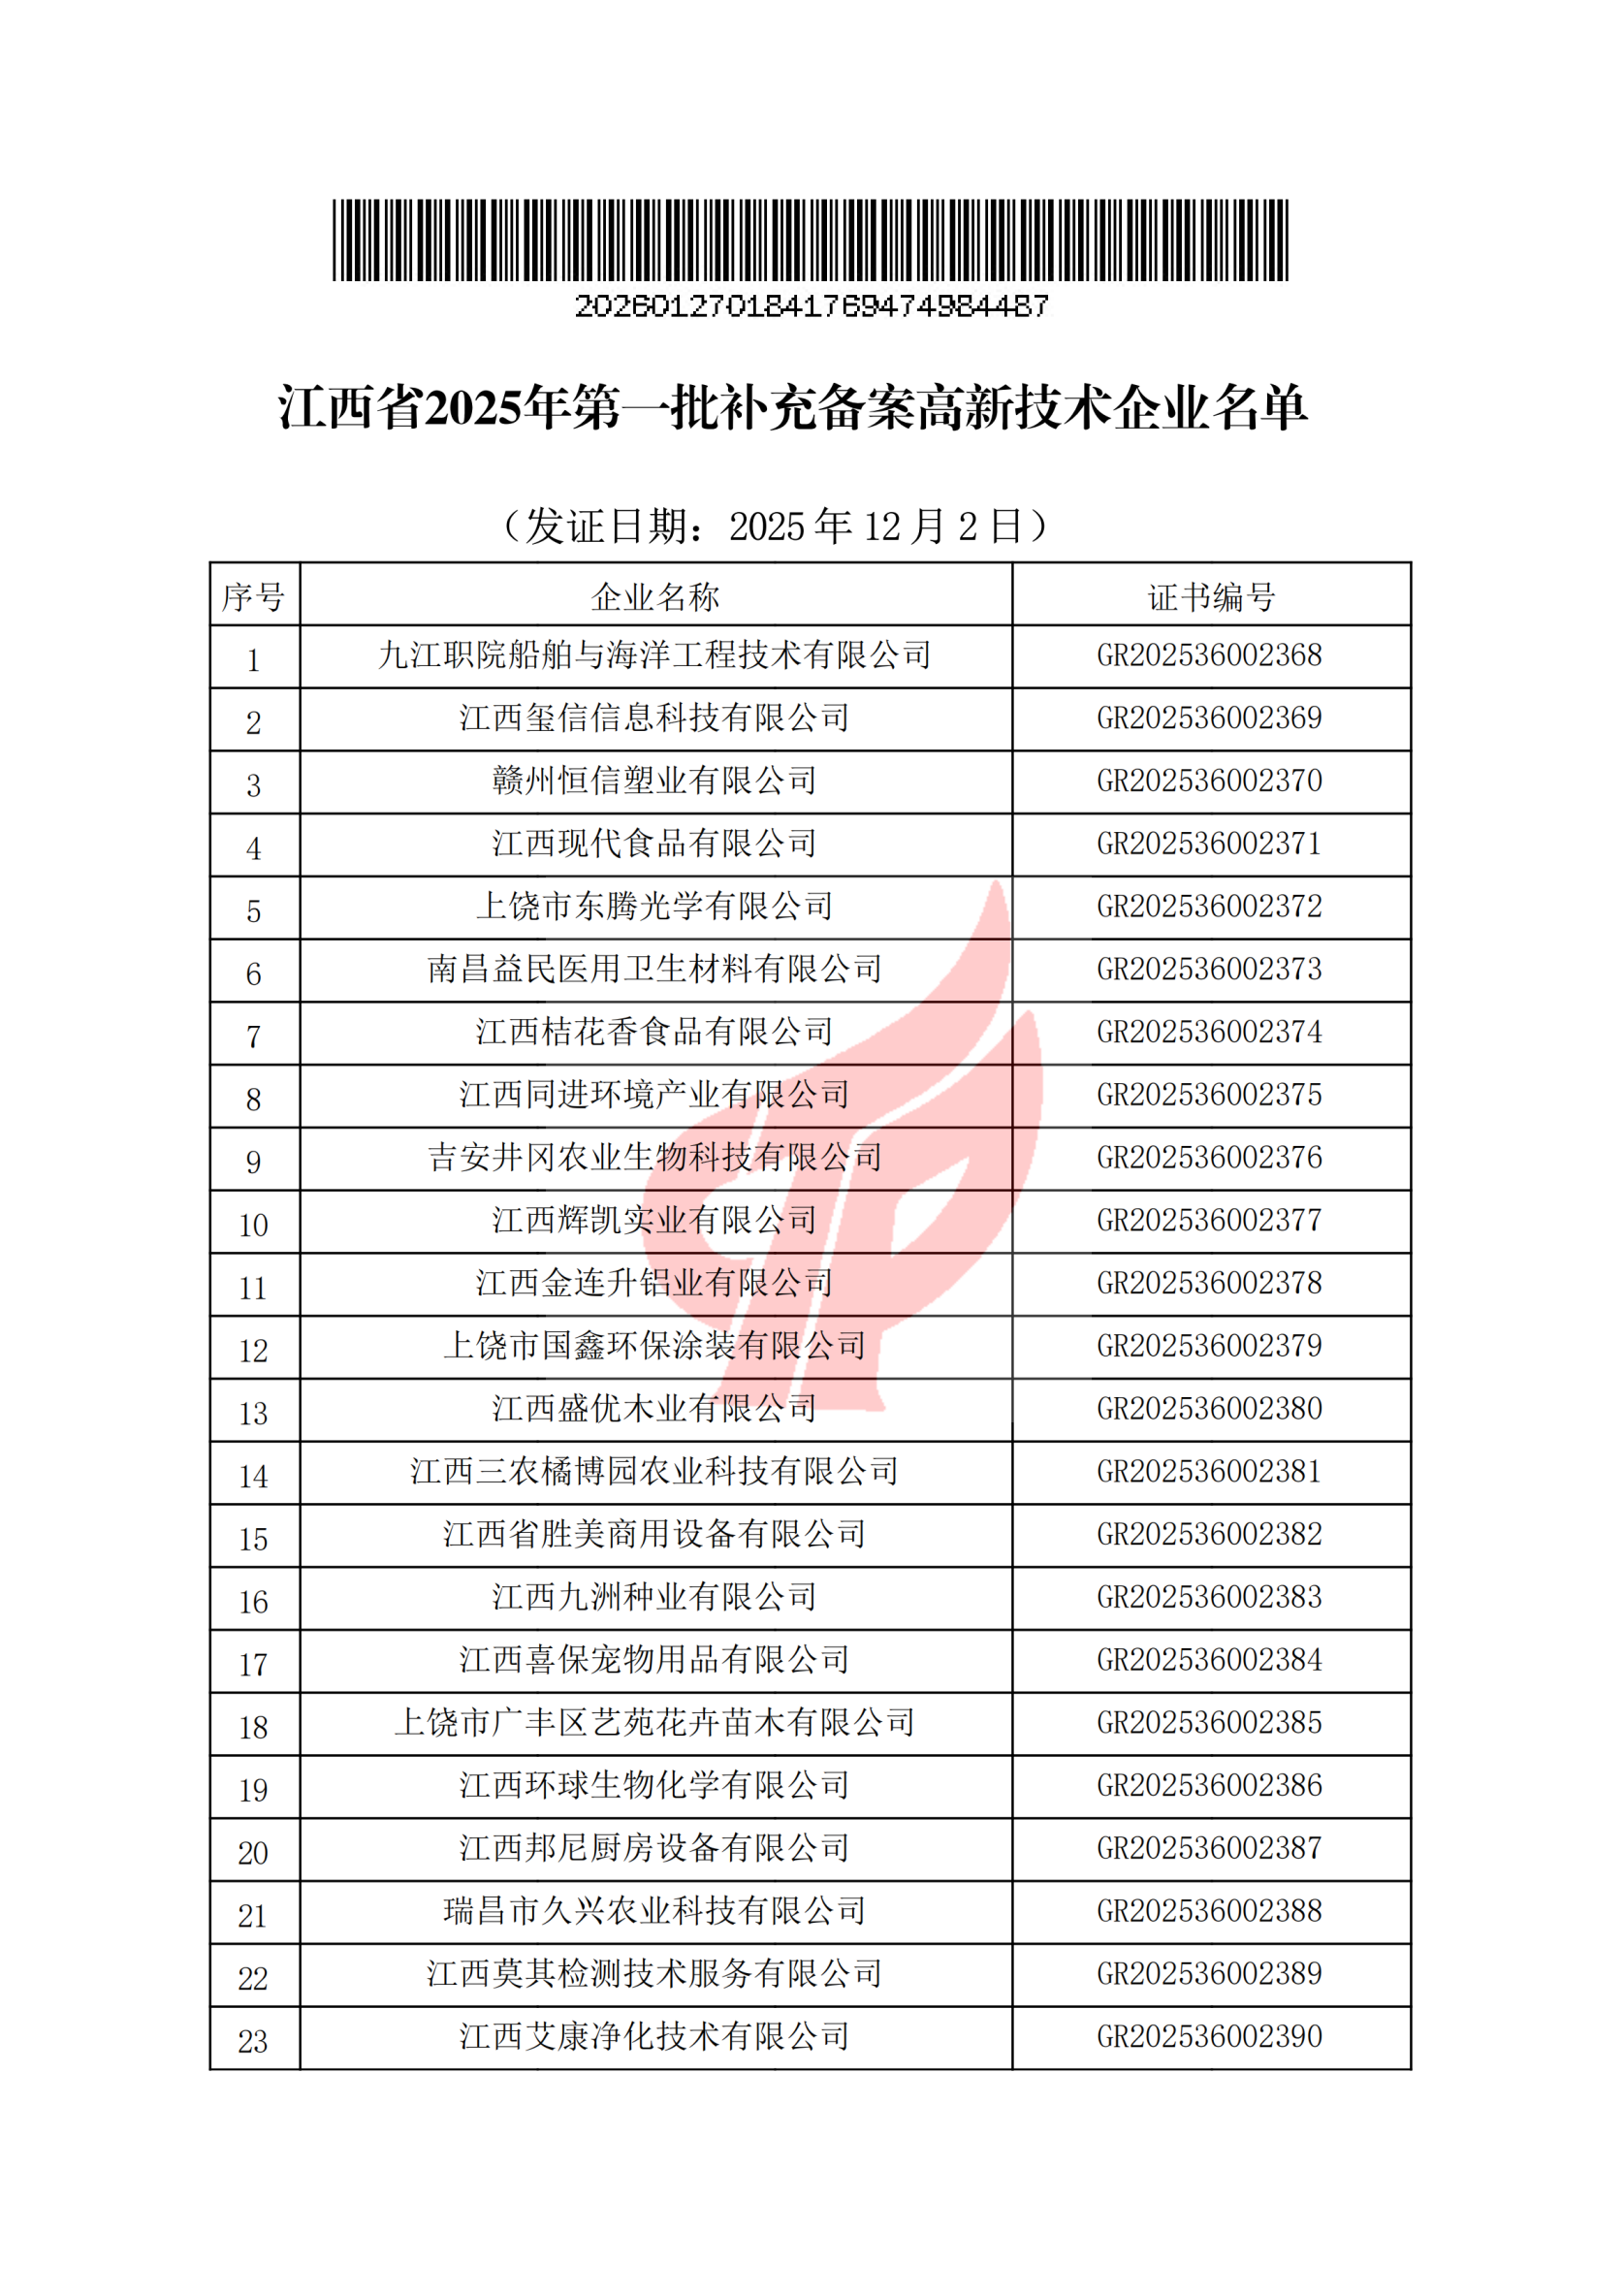 2026012701841769474984487
江西省2025年第一批补充备案高新技术企业名单
（发证日期：2025年12月2日）
序号 企业名称 证书编号
1 九江职院船舶与海洋工程技术有限公司 GR202536002368
2 江西玺信信息科技有限公司 GR202536002369
3 赣州恒信塑业有限公司 GR202536002370
4 江西现代食品有限公司 GR202536002371
5 上饶市东腾光学有限公司 GR202536002372
6 南昌益民医用卫生材料有限公司 GR202536002373
7 江西桔花香食品有限公司 GR202536002374
8 江西同进环境产业有限公司 GR202536002375
9 吉安井冈农业生物科技有限公司 GR202536002376
10 江西辉凯实业有限公司 GR202536002377
11 江西金连升铝业有限公司 GR202536002378
12 上饶市国鑫环保涂装有限公司 GR202536002379
13 江西盛优木业有限公司 GR202536002380
14 江西三农橘博园农业科技有限公司 GR202536002381
15 江西省胜美商用设备有限公司 GR202536002382
16 江西九洲种业有限公司 GR202536002383
17 江西喜保宠物用品有限公司 GR202536002384
18 上饶市广丰区艺苑花卉苗木有限公司 GR202536002385
19 江西环球生物化学有限公司 GR202536002386
20 江西邦尼厨房设备有限公司 GR202536002387
21 瑞昌市久兴农业科技有限公司 GR202536002388
22 江西莫其检测技术服务有限公司 GR202536002389
23 江西艾康净化技术有限公司 GR202536002390